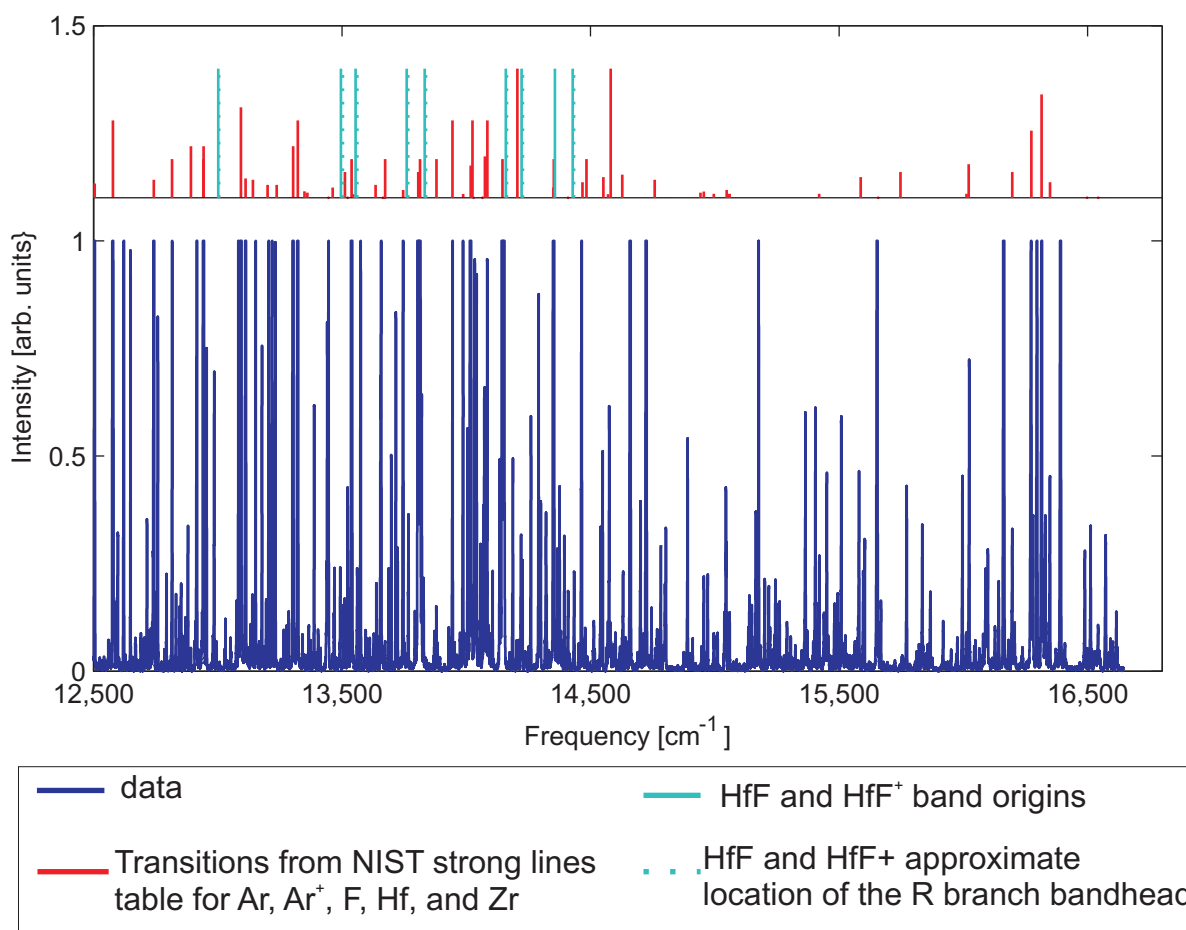 1.5
1
Intensity [arb. units}
0.5
0
12,500 13,500 14,500 15,500 16,500
Frequency [cm-1 ]
data
HfF and HfF+ band origins
Transitions from NIST strong lines
table for Ar, Ar+, F, Hf, and Zr
HfF and HfF+ approximate
location of the R branch bandhead